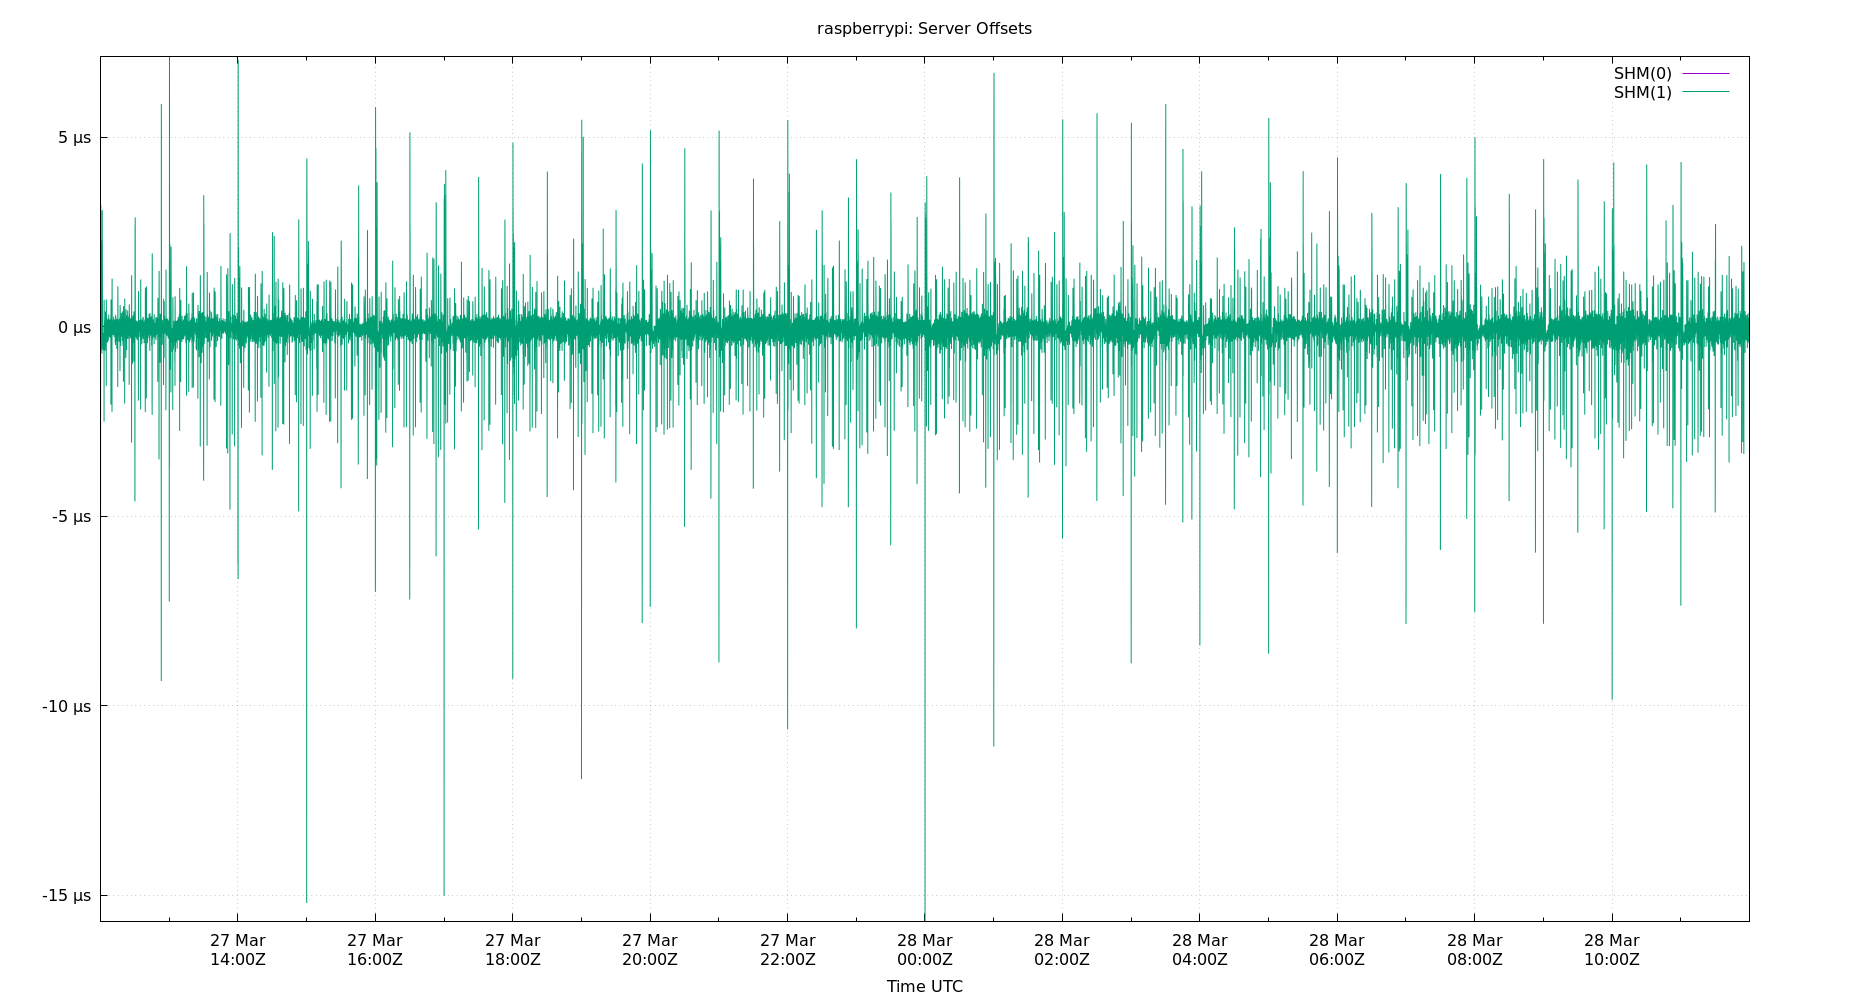 raspberrypi: Server Offsets
SHM(0)
SHM(1)
5 µs
0 µs
-5 µs
-10 µs
-15 µs
27 Mar 27 Mar 27 Mar 27 Mar 27 Mar 28 Mar 28 Mar 28 Mar 28 Mar 28 Mar 28 Mar
14:00Z 16:00Z 18:00Z 20:00Z 22:00Z 00:00Z 02:00Z 04:00Z 06:00Z 08:00Z 10:00Z
Time UTC